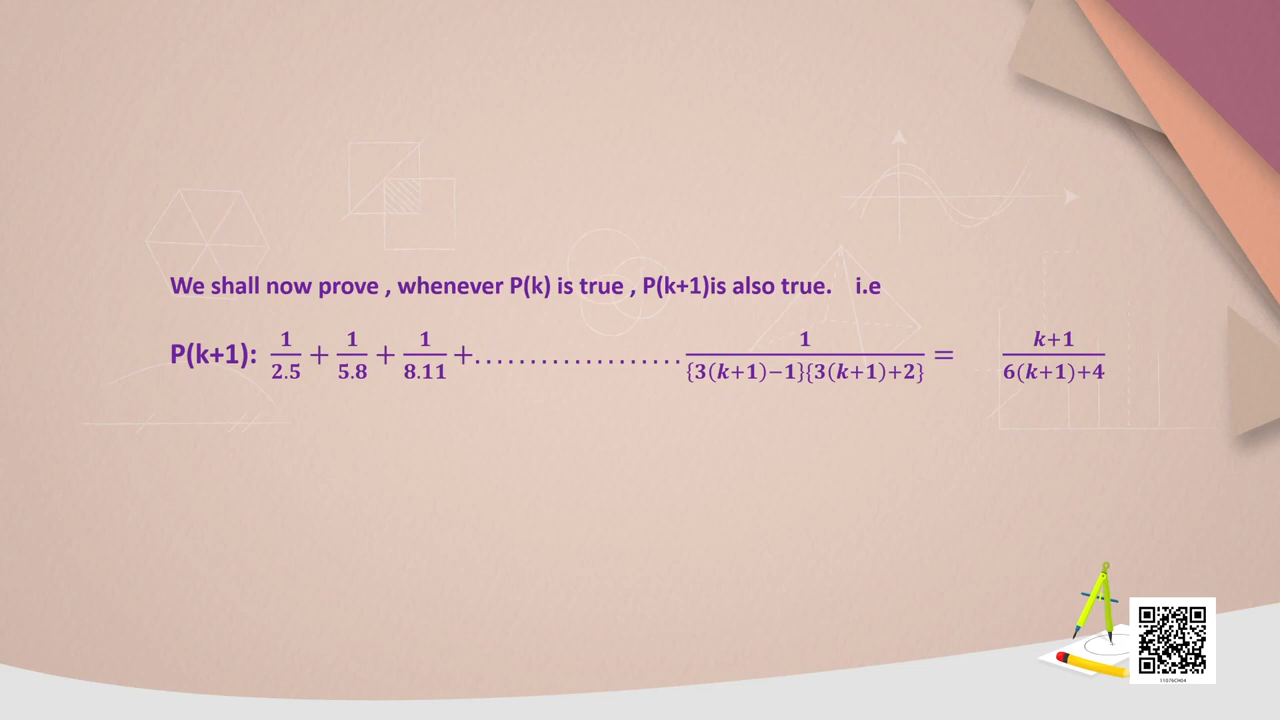 We shall now prove , whenever P(k) is true , P(k+1)is also true. i.e
P(k+1): 1/2.5 + 1/5.8 + 1/8.11 +................... 1/{3(k+1)−1}{3(k+1)+2} = k+1/6(k+1)+4
11076CH04